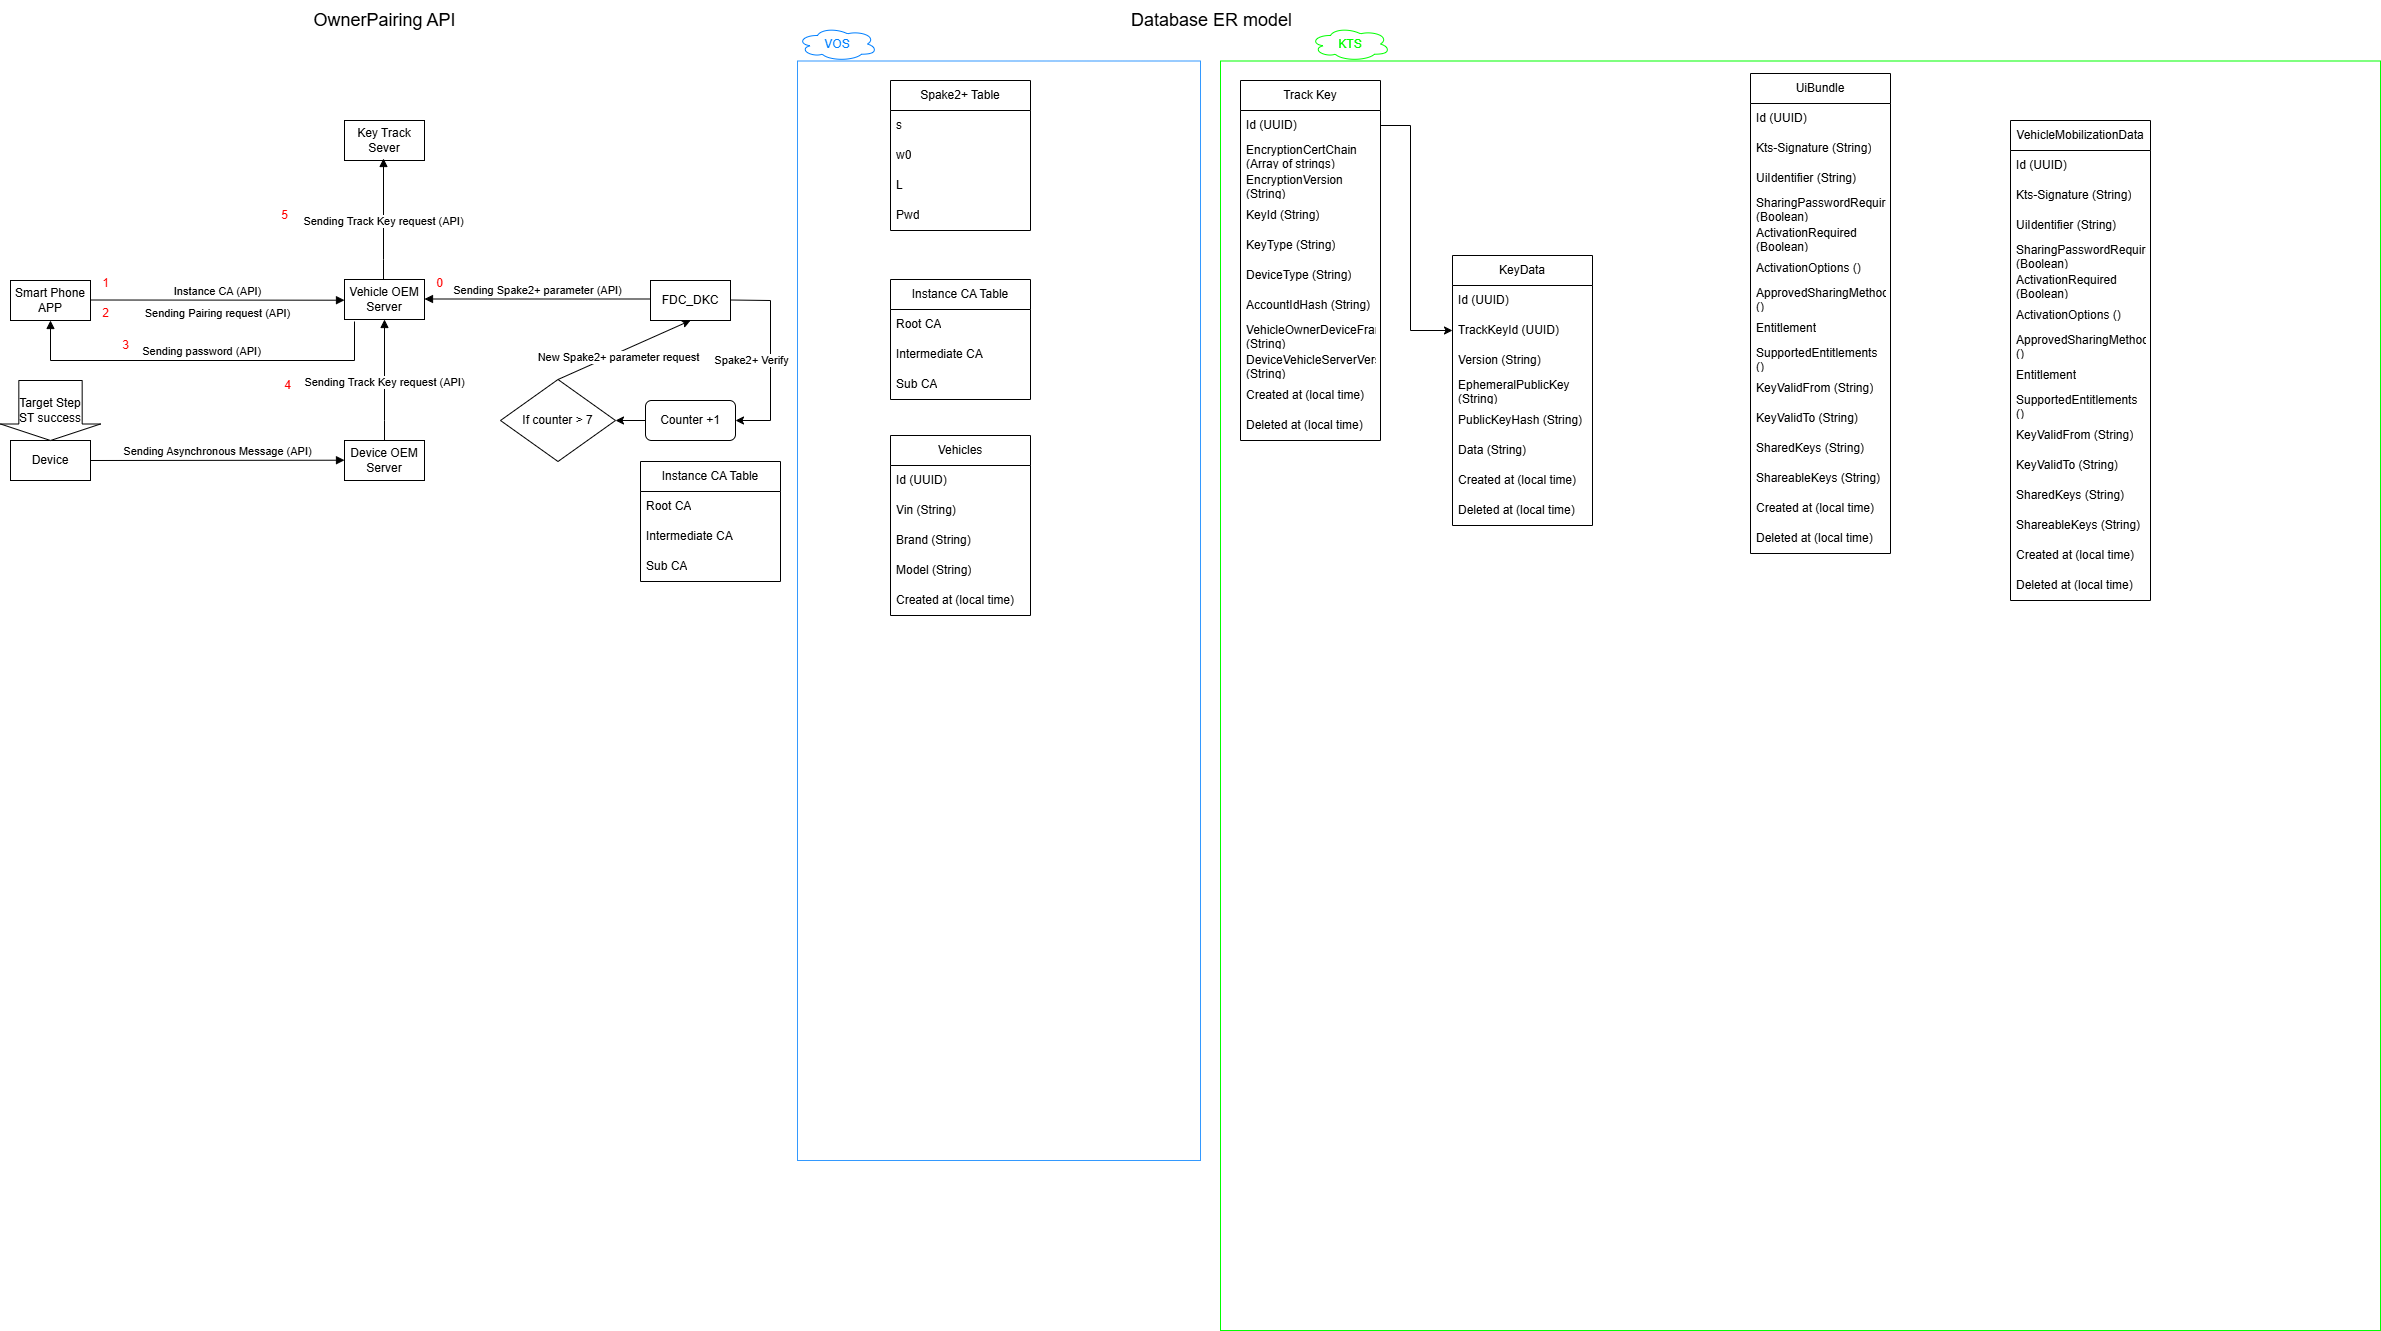 OwnerPairing API
Key Track
Sever
5
Sending Track Key request (API)
Smart Phone
APP
1
Instance CA (API)
2
Sending Pairing request (API)
3
Sending password (API)
Vehicle OEM
Server
0
Sending Spake2+ parameter (API)
FDC_DKC
New Spake2+ parameter request
Spake2+ Verify
If counter > 7
Counter +1
4
Sending Track Key request (API)
Target Step
ST success
Device
Sending Asynchronous Message (API)
Device OEM
Server
Instance CA Table
Root CA
Intermediate CA
Sub CA
Database ER model
VOS
Spake2+ Table
s
w0
L
Pwd
Instance CA Table
Root CA
Intermediate CA
Sub CA
Vehicles
Id (UUID)
Vin (String)
Brand (String)
Model (String)
Created at (local time)
KTS
Track Key
Id (UUID)
EncryptionCertChain
(Array of strings)
EncryptionVersion
(String)
KeyId (String)
KeyType (String)
DeviceType (String)
AccountIdHash (String)
VehicleOwnerDeviceFra
(String)
DeviceVehicleServerVer
(String)
Created at (local time)
Deleted at (local time)
KeyData
Id (UUID)
TrackKeyId (UUID)
Version (String)
EphemeralPublicKey
(String)
PublicKeyHash (String)
Data (String)
Created at (local time)
Deleted at (local time)
UiBundle
Id (UUID)
Kts-Signature (String)
UiIdentifier (String)
SharingPasswordRequir
(Boolean)
ActivationRequired
(Boolean)
ActivationOptions ()
ApprovedSharingMethod
()
Entitlement
SupportedEntitlements
()
KeyValidFrom (String)
KeyValidTo (String)
SharedKeys (String)
ShareableKeys (String)
Created at (local time)
Deleted at (local time)
VehicleMobilizationData
Id (UUID)
Kts-Signature (String)
UiIdentifier (String)
SharingPasswordRequir
(Boolean)
ActivationRequired
(Boolean)
ActivationOptions ()
ApprovedSharingMethod
()
Entitlement
SupportedEntitlements
()
KeyValidFrom (String)
KeyValidTo (String)
SharedKeys (String)
ShareableKeys (String)
Created at (local time)
Deleted at (local time)